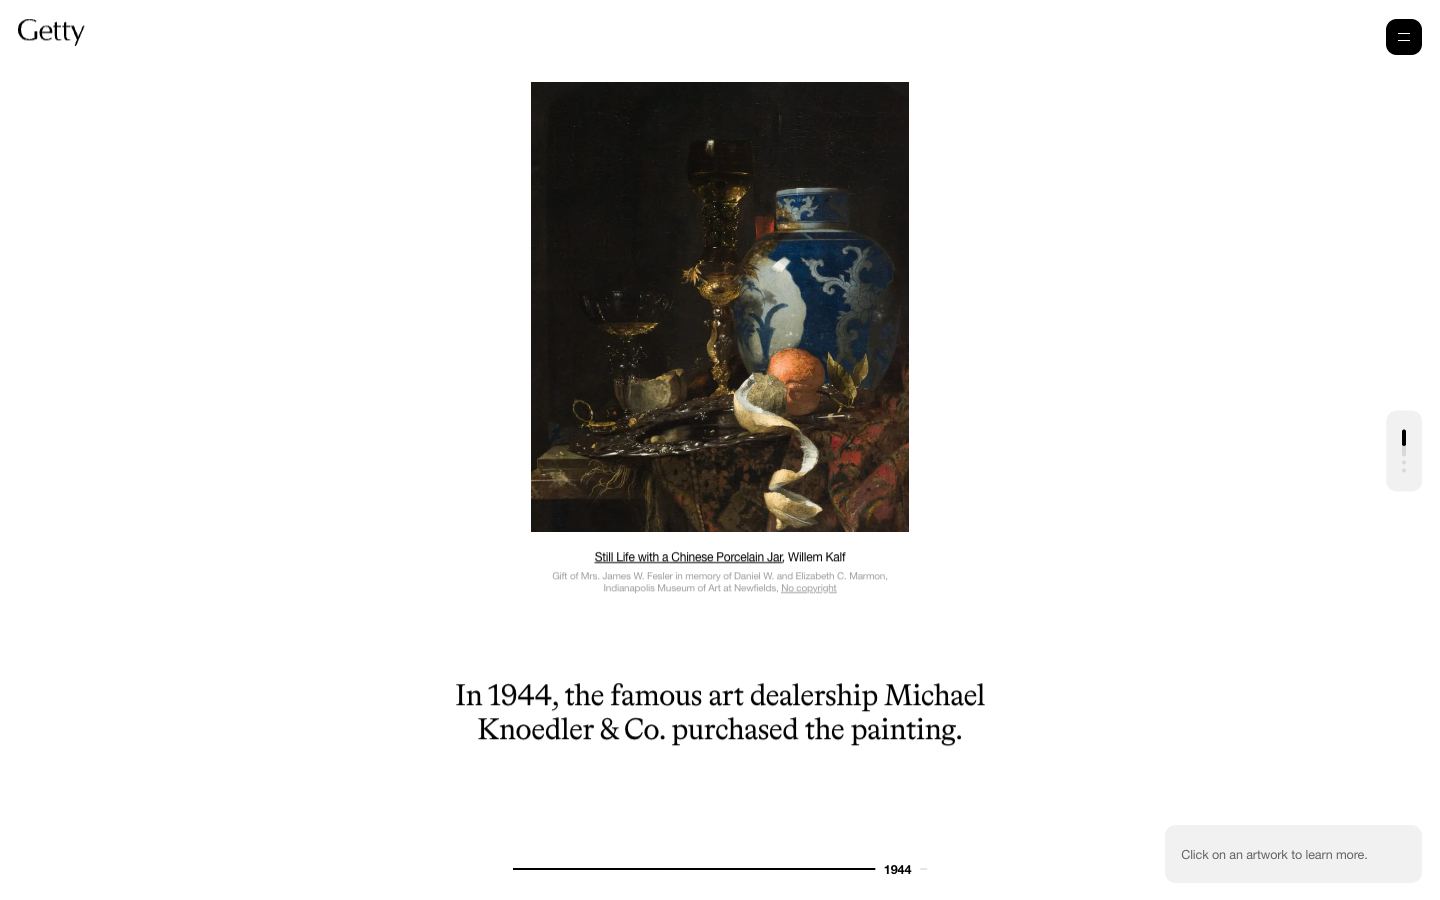 Getty
Still Life with a Chinese Porcelain Jar, Willem Kalf
Gift of Mrs. James W. Fesler in memory of Daniel W. and Elizabeth C. Marmon,
Indianapolis Museum of Art at Newfields, No copyright
In 1944, the famous art dealership Michael
Knoedler & Co. purchased the painting.
1944
Click on an artwork to learn more.